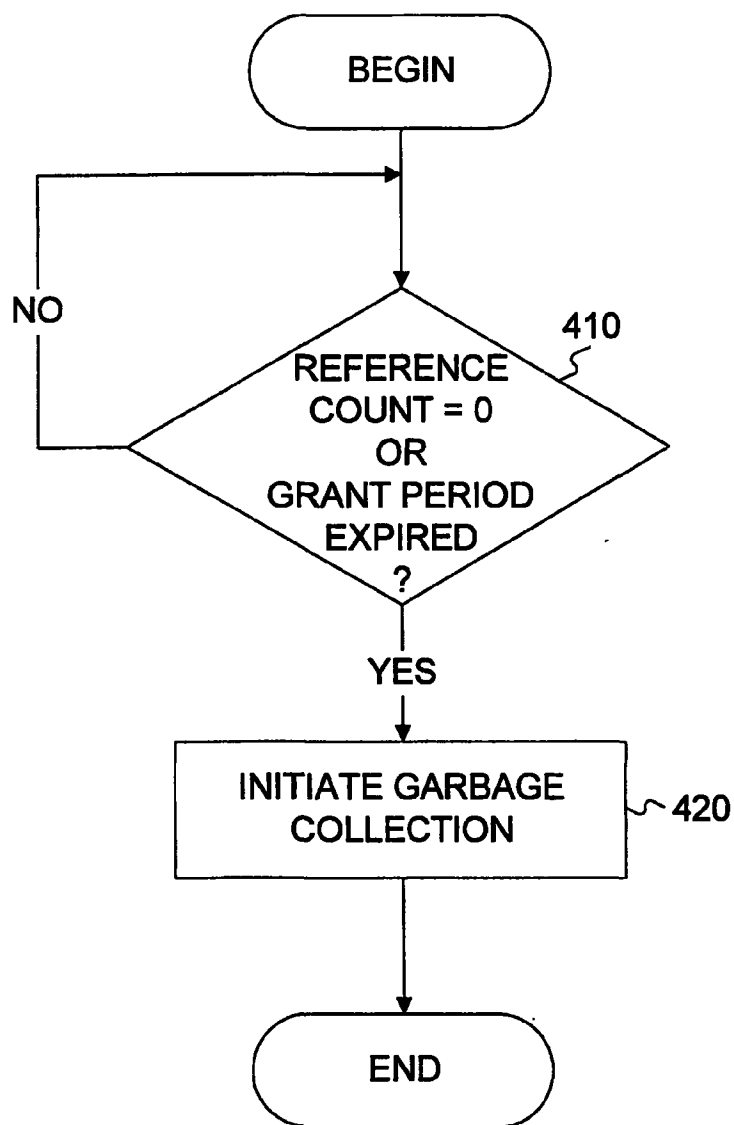 BEGIN
NO
410
REFERENCE
COUNT = 0
OR
GRANT PERIOD
EXPIRED
?
YES
INITIATE GARBAGE
COLLECTION
420
END